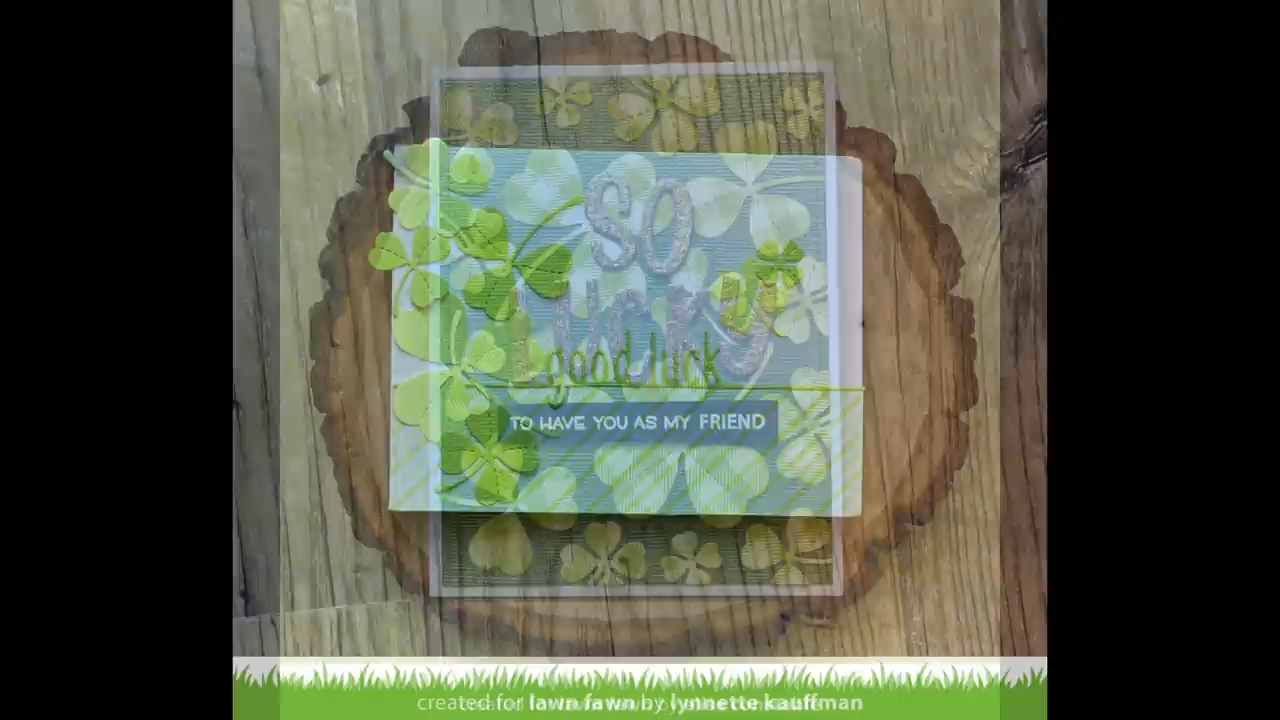 so
lucky
good luck
TO HAVE YOU AS MY FRIEND
created for lawn fawn by lynnette kauffman